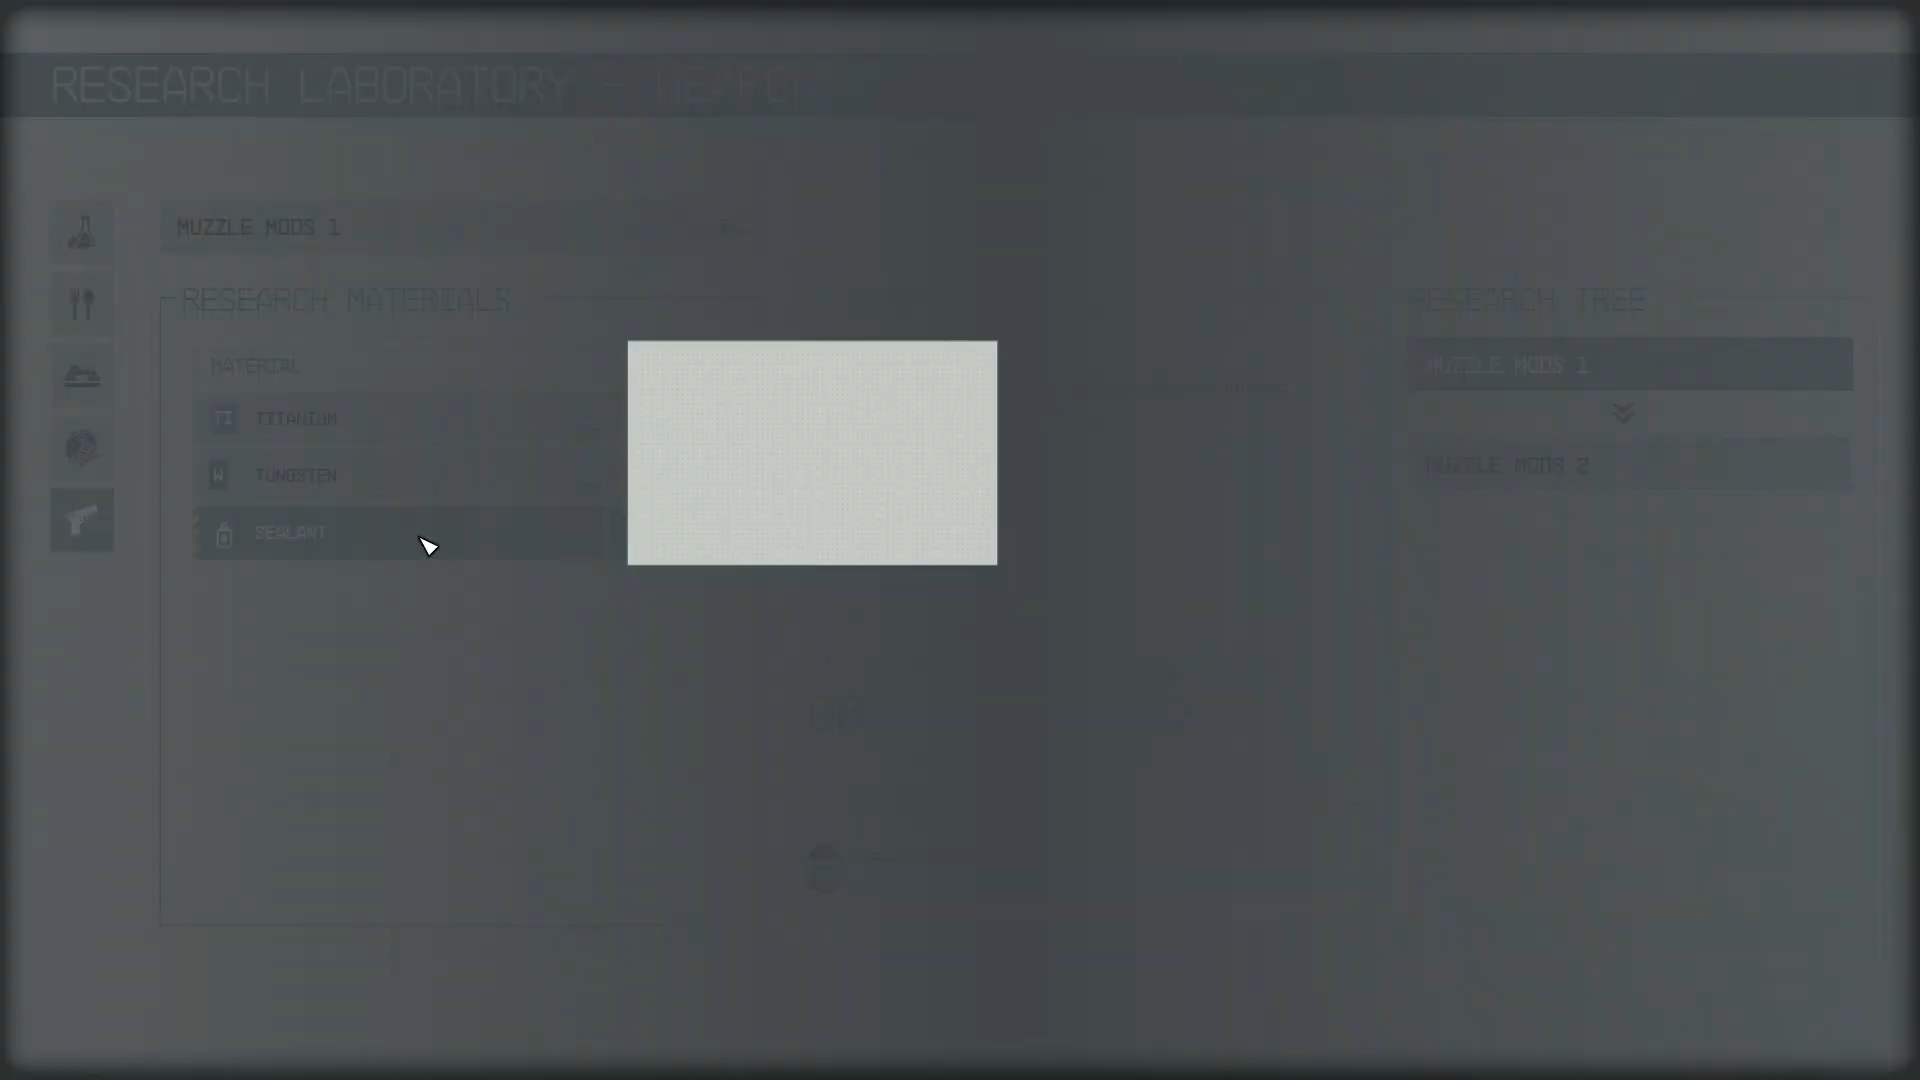 RESEARCH LABORATORY -
MUZZLE MODS 1
RESEARCH MATERIALS
MATERIAL
TI TITANIUM
W TUNGSTEN
SEALANT
RESEARCH TREE
MUZZLE MODS 1
MUZZLE MODS 2